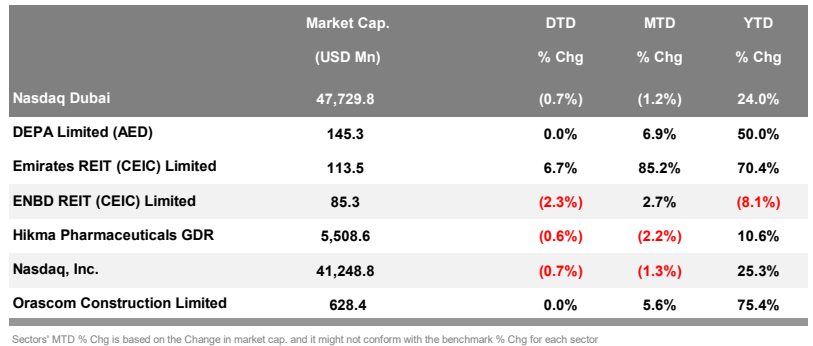 Market Cap. DTD MTD YTD
(USD Mn) % Chg % Chg % Chg
Nasdaq Dubai 47,729.8 (0.7%) (1.2%) 24.0%
DEPA Limited (AED) 145.3 0.0% 6.9% 50.0%
Emirates REIT (CEIC) Limited 113.5 6.7% 85.2% 70.4%
ENBD REIT (CEIC) Limited 85.3 (2.3%) 2.7% (8.1%)
Hikma Pharmaceuticals GDR 5,508.6 (0.6%) (2.2%) 10.6%
Nasdaq, Inc. 41,248.8 (0.7%) (1.3%) 25.3%
Orascom Construction Limited 628.4 0.0% 5.6% 75.4%
Sectors' MTD % Chg is based on the Change in market cap. and it might not conform with the benchmark % Chg for each sector